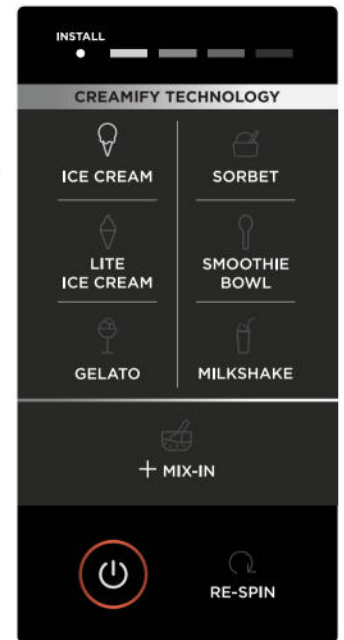 INSTALL
CREAMIFY TECHNOLOGY
ICE CREAM
SORBET
LITE
ICE CREAM
SMOOTHIE
BOWL
GELATO
MILKSHAKE
+ MIX-IN
RE-SPIN